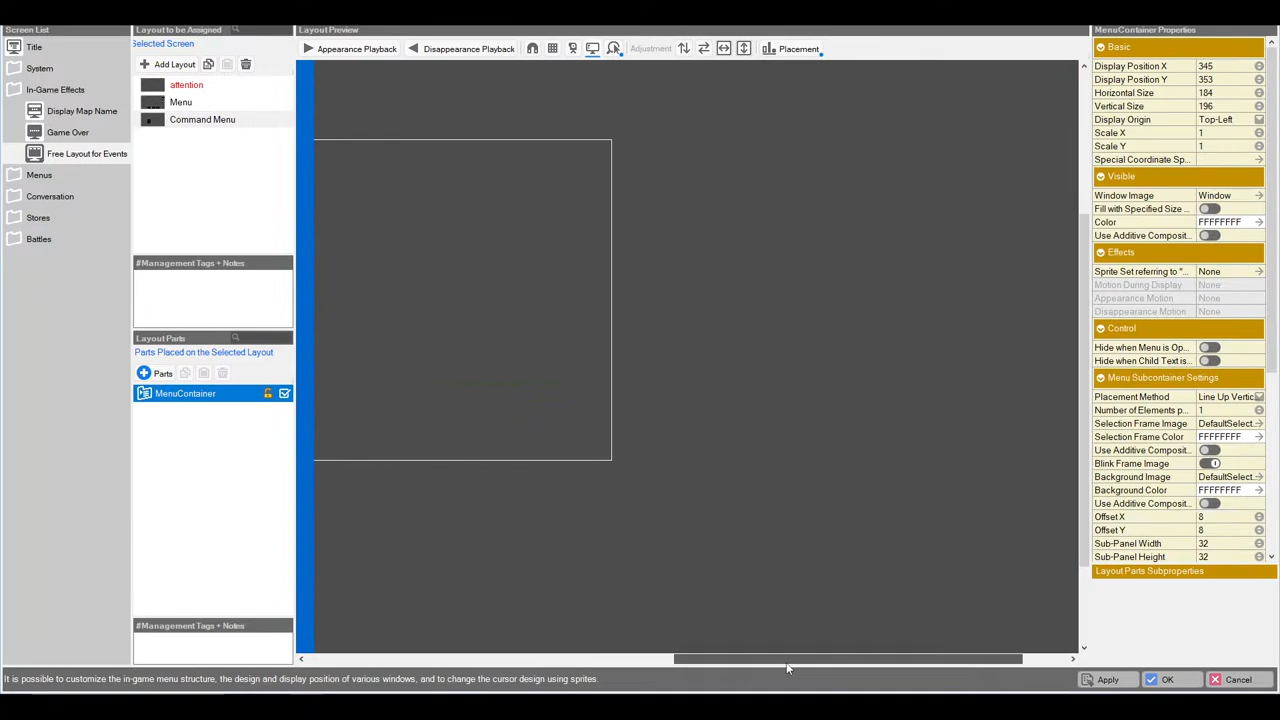 Screen List
Title
System
In-Game Effects
Display Map Name
Game Over
Free Layout for Events
Menus
Conversation
Stores
Battles
Layout to be Assigned
Selected Screen
Add Layout
attention
Menu
Command Menu
#Management Tags + Notes
Layout Parts
Parts Placed on the Selected Layout
Parts
MenuContainer
#Management Tags + Notes
Layout Preview
Appearance Playback
Disappearance Playback
Adjustment
Placement
MenuContainer Properties
Basic
Display Position X 345
Display Position Y 353
Horizontal Size 184
Vertical Size 196
Display Origin Top-Left
Scale X 1
Scale Y 1
Special Coordinate Sp...
Visible
Window Image Window
Fill with Specified Size ...
Color FFFFFFFF
Use Additive Composit...
Effects
Sprite Set referring to "... None
Motion During Display None
Appearance Motion None
Disappearance Motion None
Control
Hide when Menu is Op...
Hide when Child Text is...
Menu Subcontainer Settings
Placement Method Line Up Vertic
Number of Elements p... 1
Selection Frame Image DefaultSelect...
Selection Frame Color FFFFFFFF
Use Additive Composit...
Blink Frame Image
Background Image DefaultSelect...
Background Color FFFFFFFF
Use Additive Composit...
Offset X 8
Offset Y 8
Sub-Panel Width 32
Sub-Panel Height 32
Layout Parts Subproperties
It is possible to customize the in-game menu structure, the design and display position of various windows, and to change the cursor design using sprites.
Apply
OK
Cancel